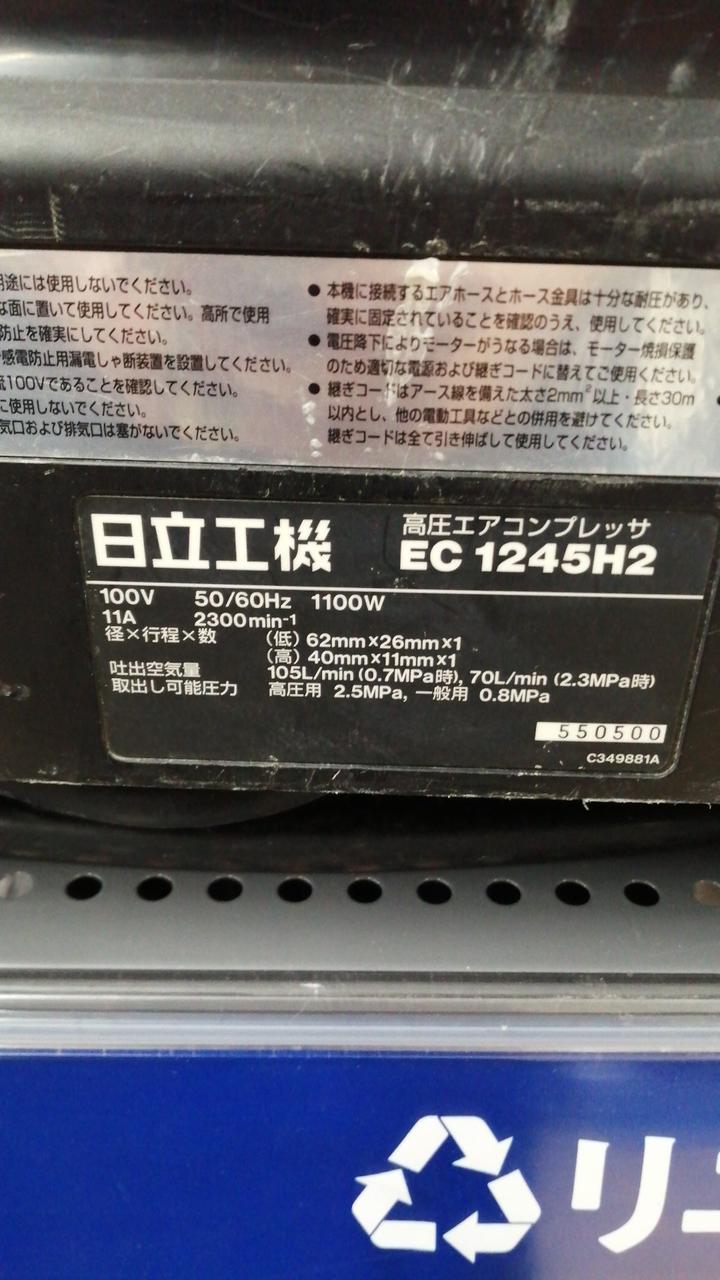 用途には使用しないでください。
な面に置いて使用してください。高所で使用
防止を確実にしてください。
感電防止用漏電しゃ断装置を設置してください。
流100Vであることを確認してください。
に使用しないでください。
気口および排気口は塞がないでください。
● 本機に接続するエアホースとホース金具は十分な耐圧があり、
確実に固定されていることを確認のうえ、使用してください。
● 電圧降下によりモーターがうなる場合は、モーター焼損保護
のため適切な電源および継ぎコードに替えてご使用ください。
● 継ぎコードはアース線を備えた太さ2mm²以上・長さ30m
以内とし、他の電動工具などとの併用を避けてください。
継ぎコードは全て引き伸ばして使用してください。
日立工機
高圧エアコンプレッサ
EC 1245H2
100V 50/60Hz 1100W
11A 2300min⁻¹
径×行程×数 (低) 62mm×26mm×1
(高) 40mm×11mm×1
吐出空気量 105L/min (0.7MPa時), 70L/min (2.3MPa時)
取出し可能圧力 高圧用 2.5MPa, 一般用 0.8MPa
550500
C349881A
リユ